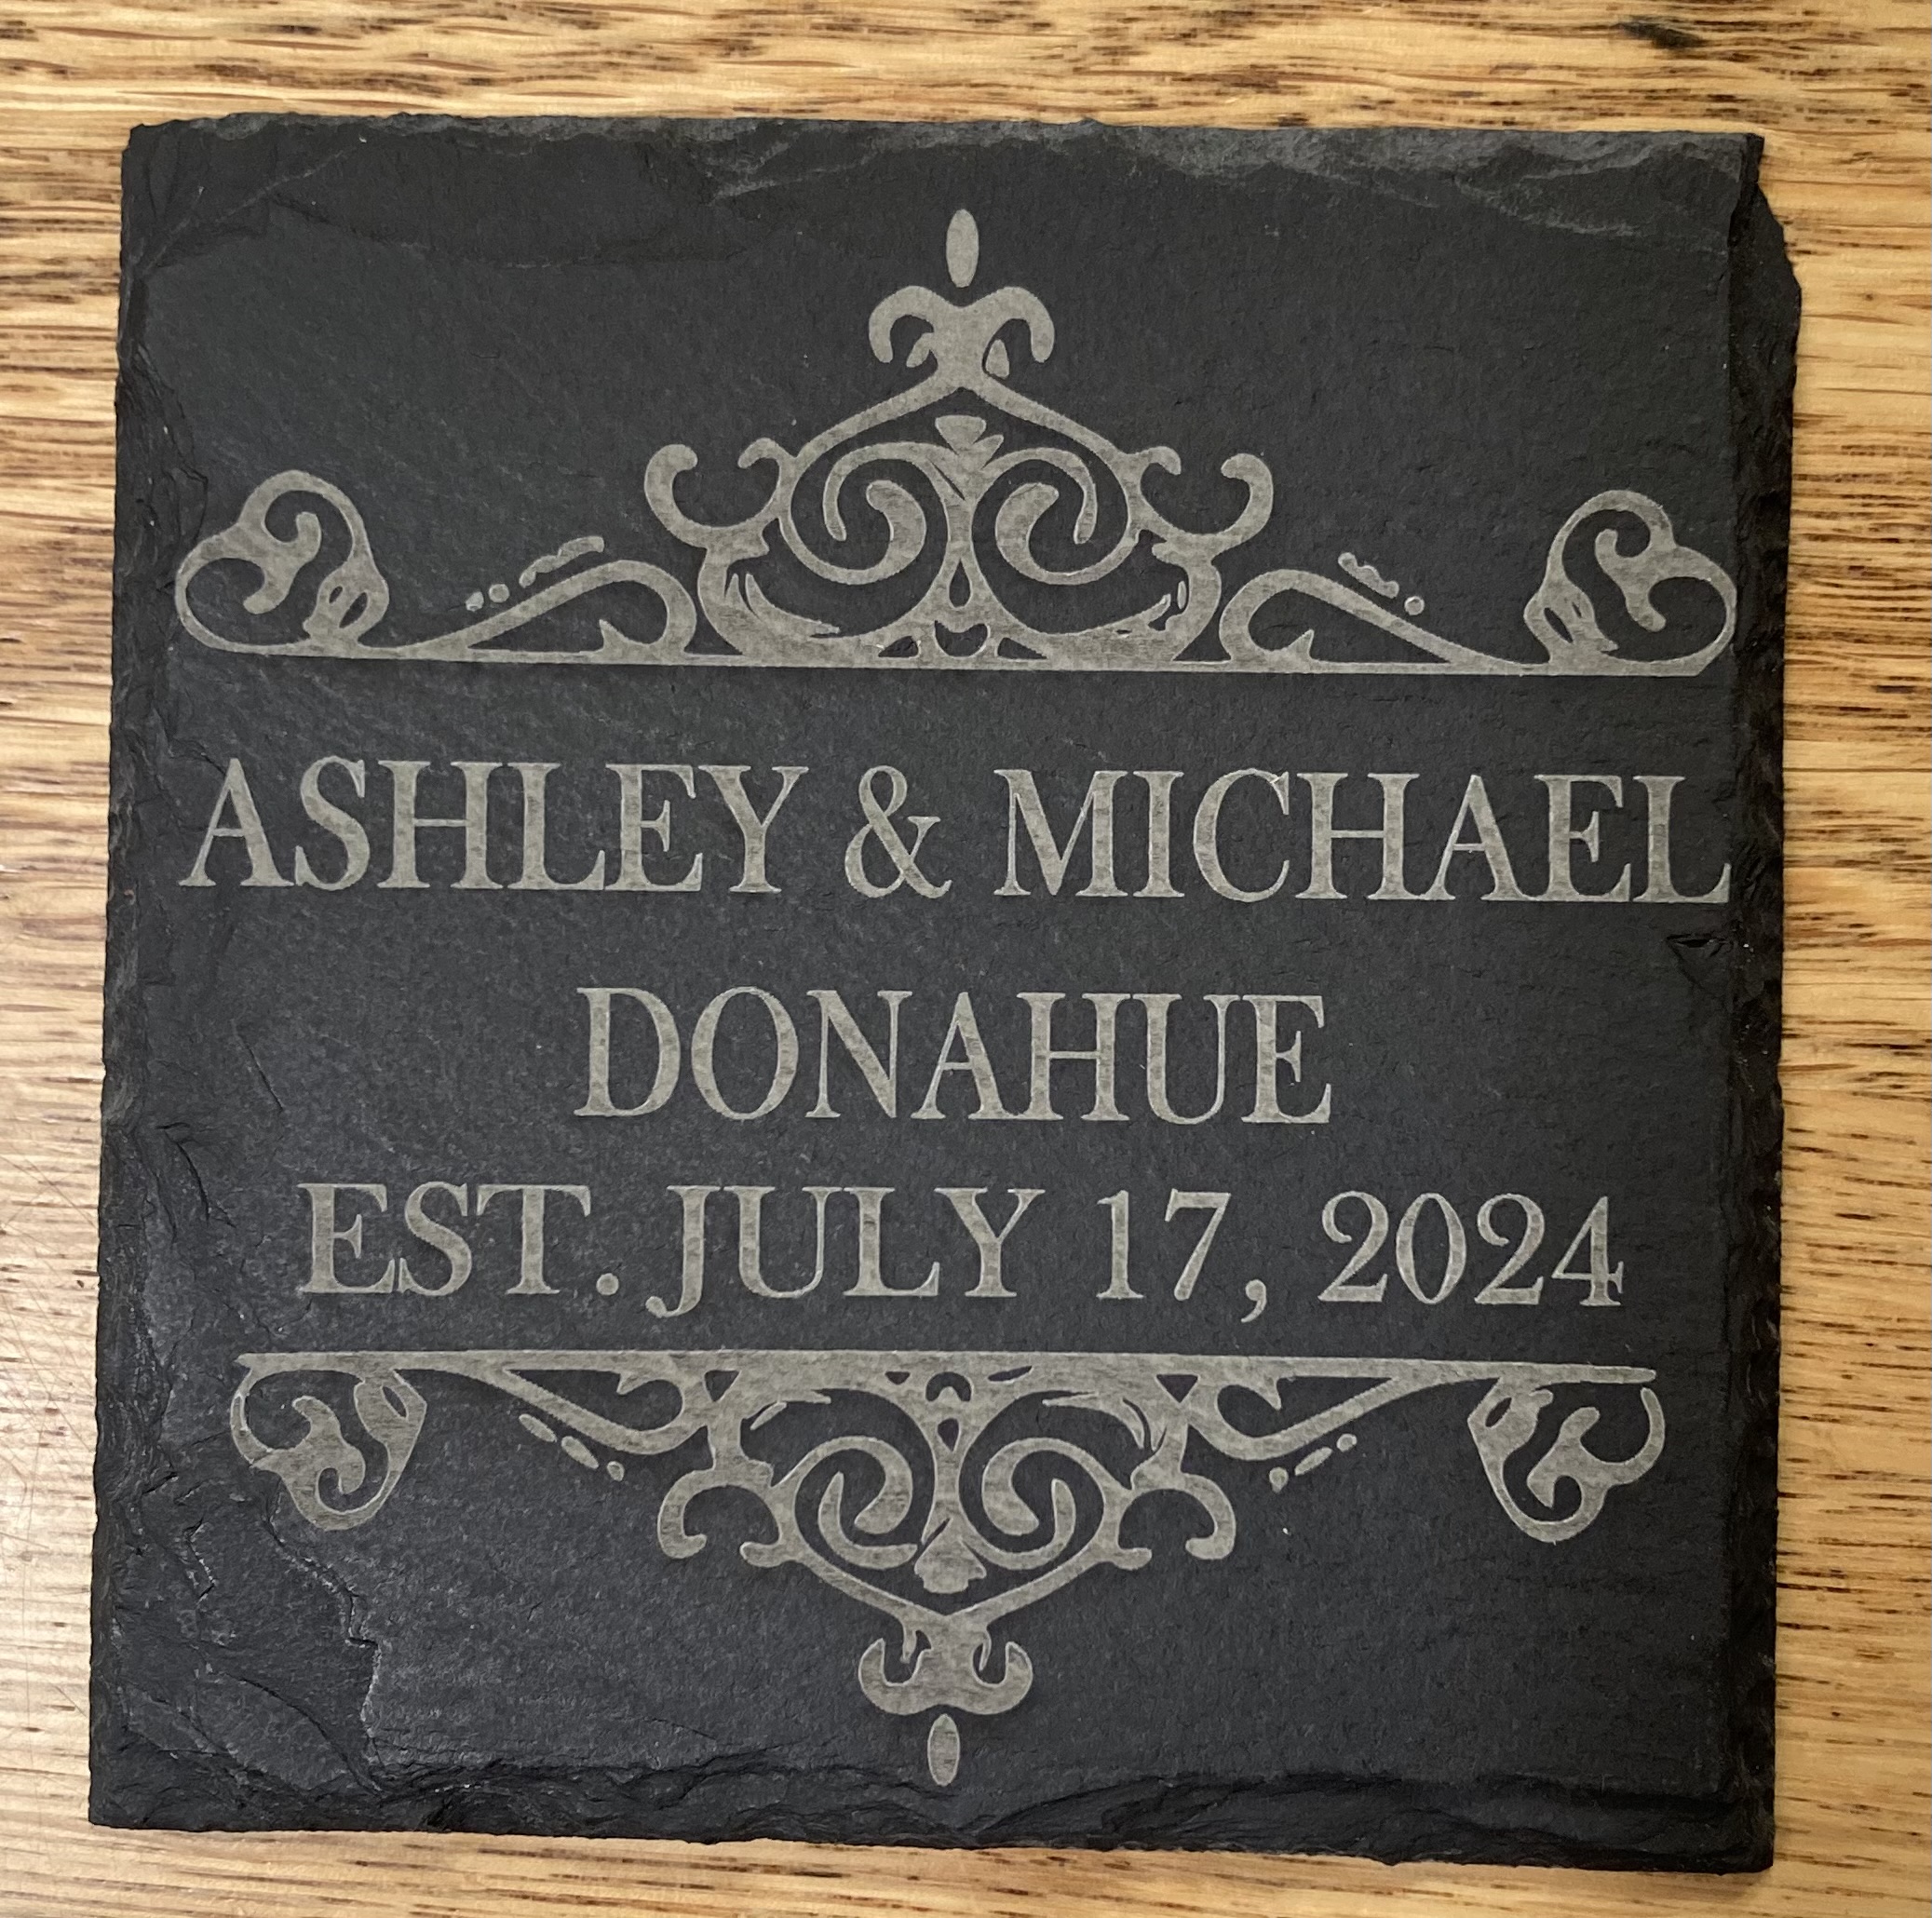 ASHLEY & MICHAEL
DONAHUE
EST. JULY 17, 2024